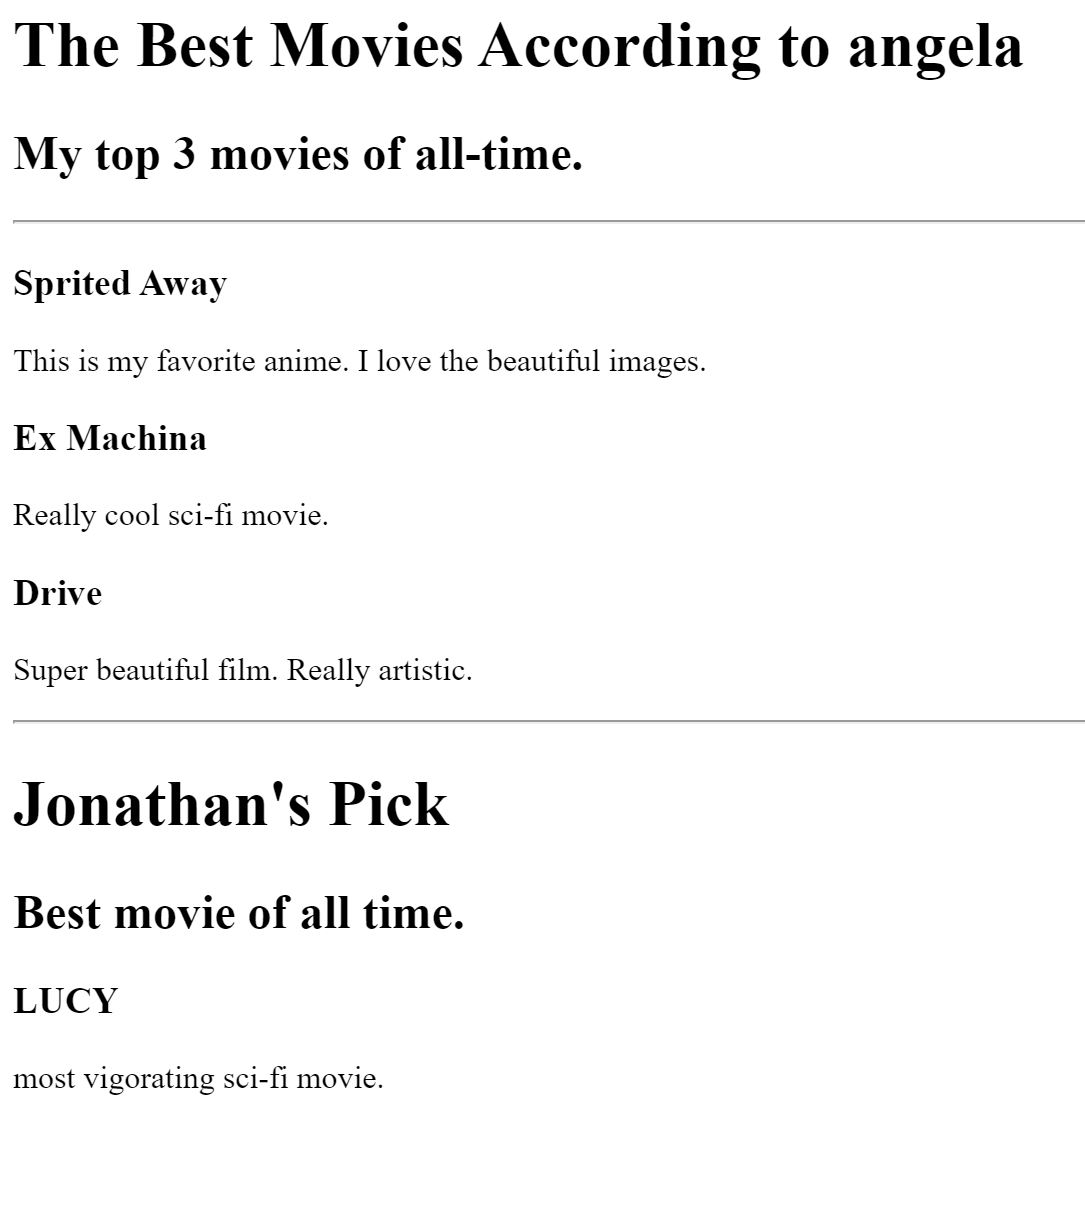 The Best Movies According to angela
My top 3 movies of all-time.
Sprited Away
This is my favorite anime. I love the beautiful images.
Ex Machina
Really cool sci-fi movie.
Drive
Super beautiful film. Really artistic.
Jonathan's Pick
Best movie of all time.
LUCY
most vigorating sci-fi movie.